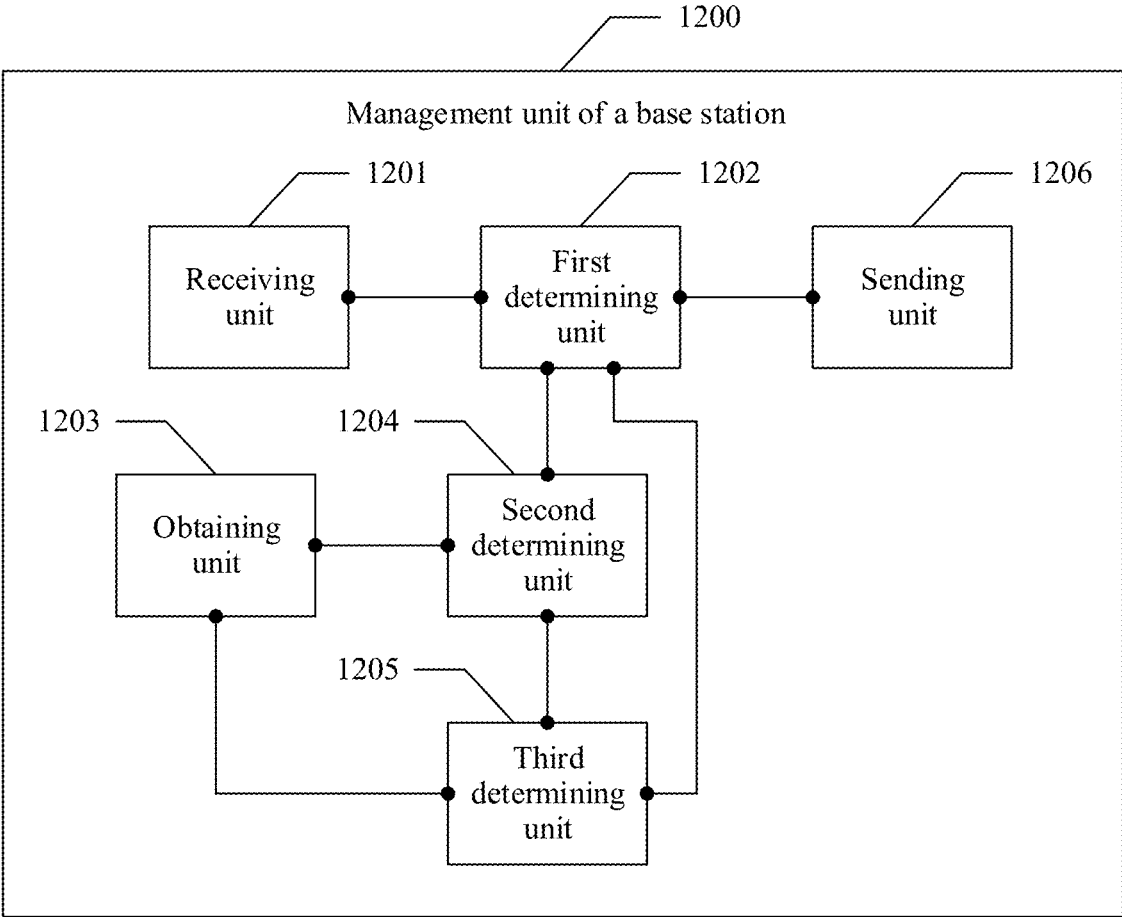 1200
Management unit of a base station
1201
1202
1206
Receiving
unit
First
determining
unit
Sending
unit
1203
1204
Obtaining
unit
Second
determining
unit
1205
Third
determining
unit